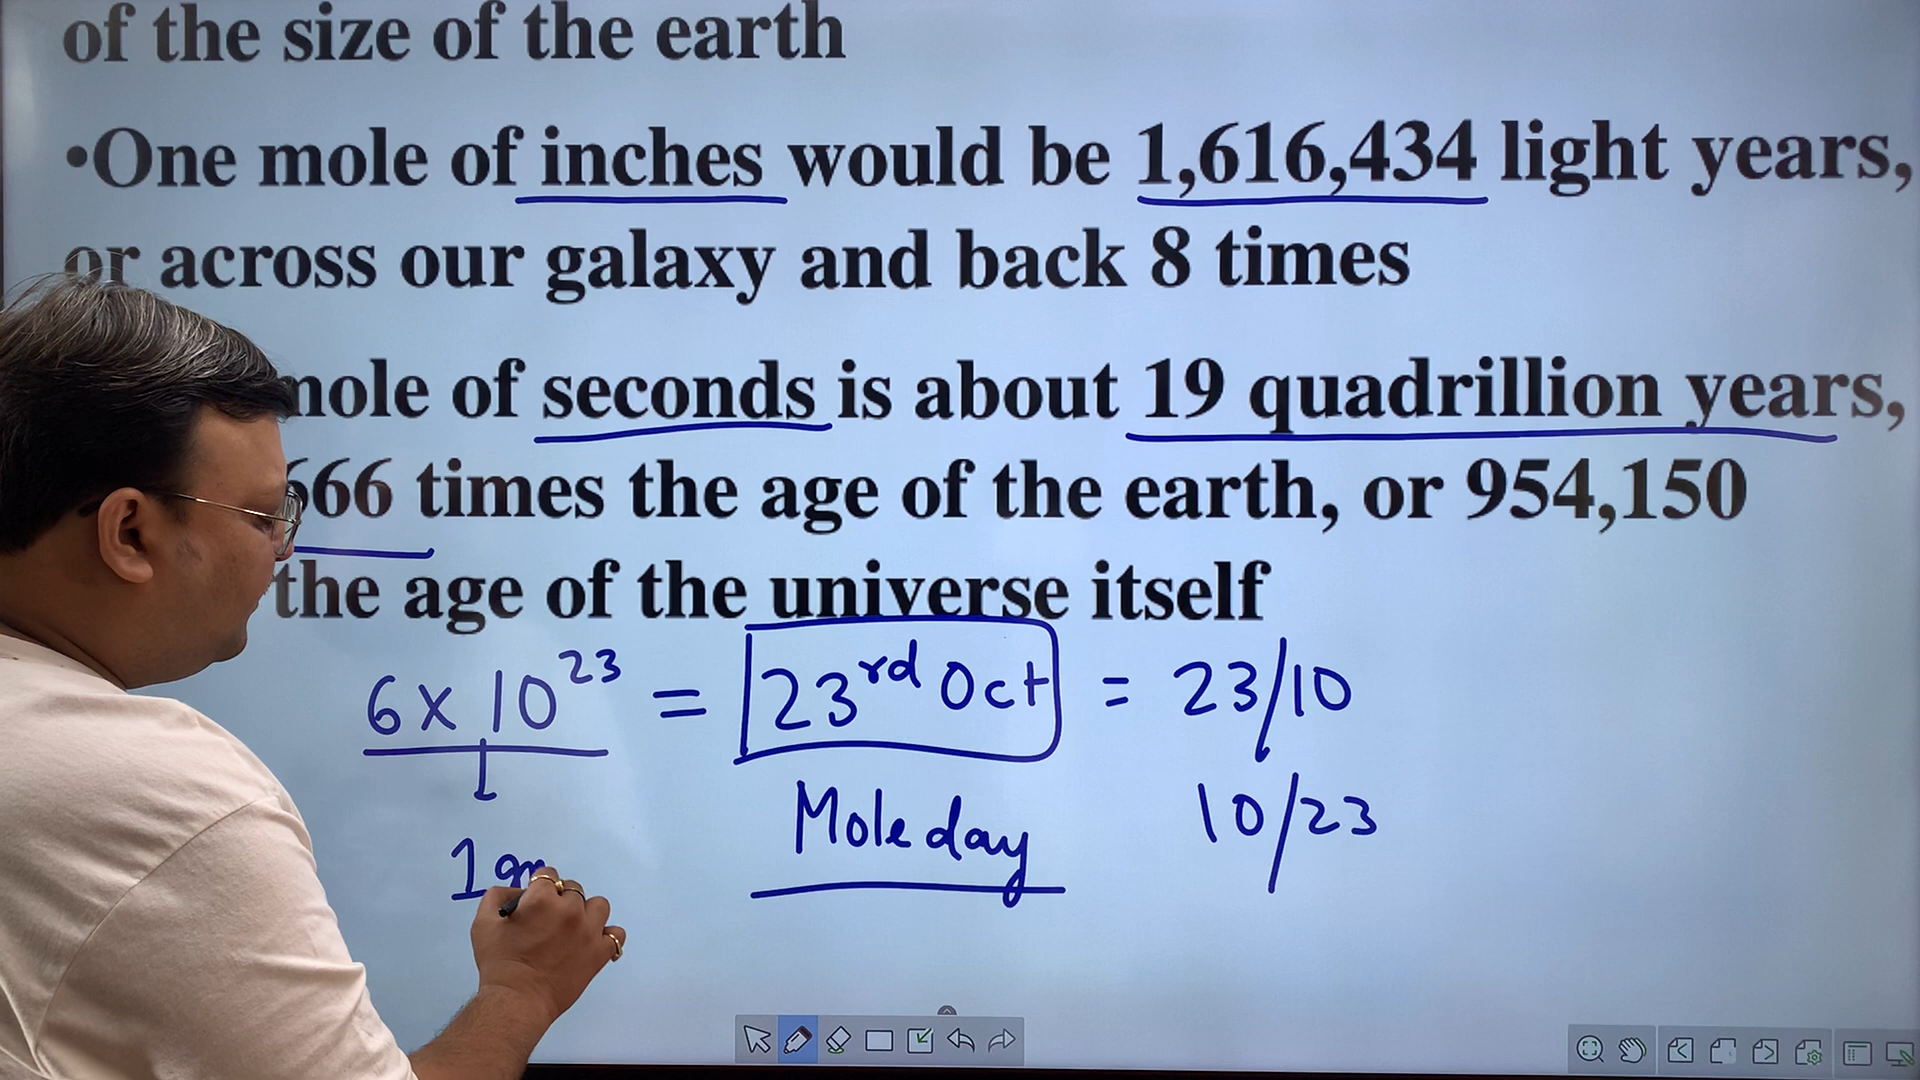 of the size of the earth
•One mole of inches would be 1,616,434 light years,
or across our galaxy and back 8 times
mole of seconds is about 19 quadrillion years,
666 times the age of the earth, or 954,150
the age of the universe itself
6 x 10^23 = 23rd Oct = 23/10
Mole day 10/23
1 gm